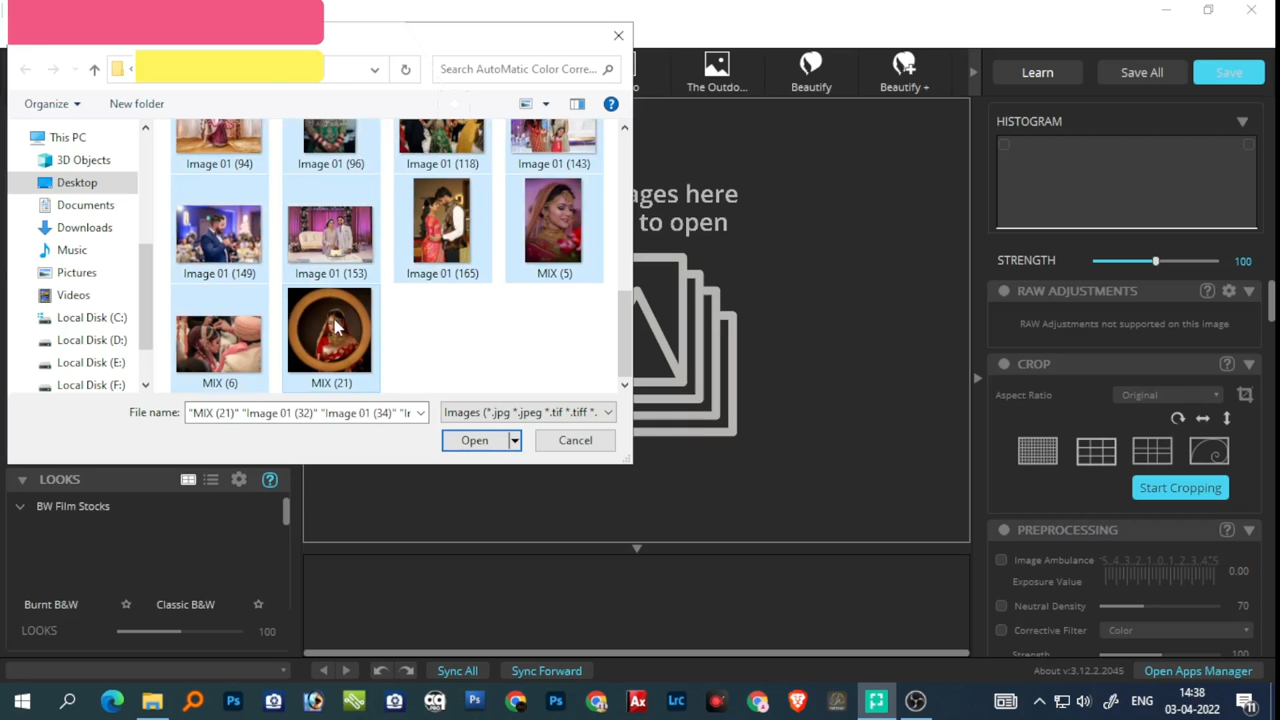 Search AutoMatic Color Corre...
Organize
New folder
This PC
3D Objects
Desktop
Documents
Downloads
Music
Pictures
Videos
Local Disk (C:)
Local Disk (D:)
Local Disk (E:)
Local Disk (F:)
Image 01 (94)
Image 01 (96)
Image 01 (118)
Image 01 (143)
Image 01 (149)
Image 01 (153)
Image 01 (165)
MIX (5)
MIX (6)
MIX (21)
File name:
"MIX (21)" "Image 01 (32)" "Image 01 (34)" "Ir
Images (*.jpg *.jpeg *.tif *.tiff *.
Open
Cancel
The Outdo...
Beautify
Beautify +
Learn
Save All
Save
ages here
to open
HISTOGRAM
STRENGTH
100
RAW ADJUSTMENTS
RAW Adjustments not supported on this image
CROP
Aspect Ratio
Original
Start Cropping
PREPROCESSING
Image Ambulance
Exposure Value
0.00
Neutral Density
70
Corrective Filter
Color
LOOKS
BW Film Stocks
Burnt B&W
Classic B&W
LOOKS
100
Sync All
Sync Forward
About v:3.12.2.2045
Open Apps Manager
Ps
Ps
Ps
Ax
Lrc
ENG
14:38
03-04-2022
11